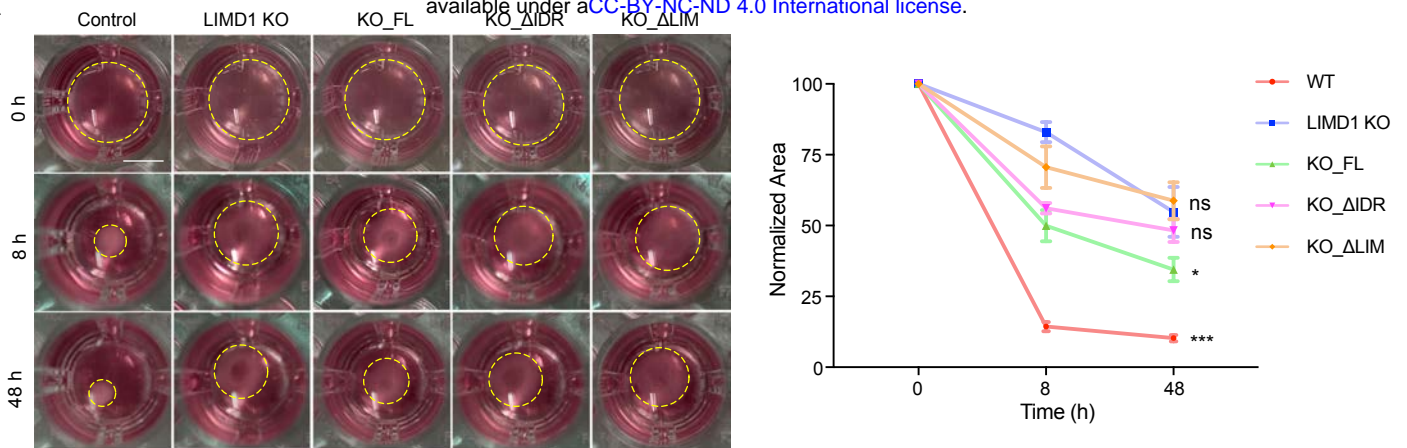 available under aCC-BY-NC-ND 4.0 International license.
Control LIMD1 KO KO_FL KO_ΔIDR KO_ΔLIM
0 h
8 h
48 h
Normalized Area
100
75
50
25
0
0 8 48
Time (h)
ns
ns
*
***
WT
LIMD1 KO
KO_FL
KO_ΔIDR
KO_ΔLIM